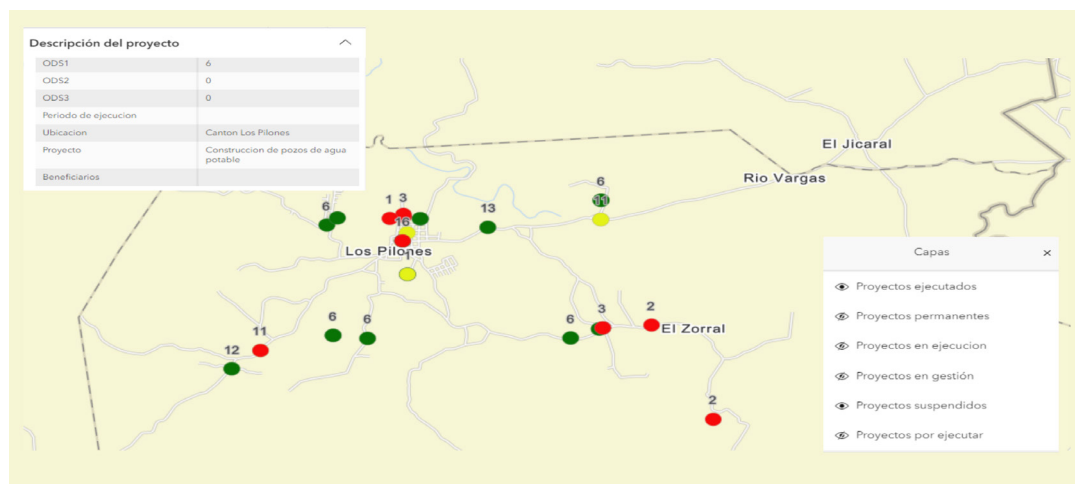 Descripción del proyecto
ODS1 6
ODS2 0
ODS3 0
Periodo de ejecucion
Ubicacion Canton Los Pilones
Proyecto Construccion de pozos de agua
potable
Beneficiarios
El Jicaral
Rio Vargas
6
6
1 3
13
11
16
Los Pilones
1
Capas ×
Proyectos ejecutados
Proyectos permanentes
Proyectos en ejecucion
Proyectos en gestión
Proyectos suspendidos
Proyectos por ejecutar
3
2
6
6
6
El Zorral
11
12
2